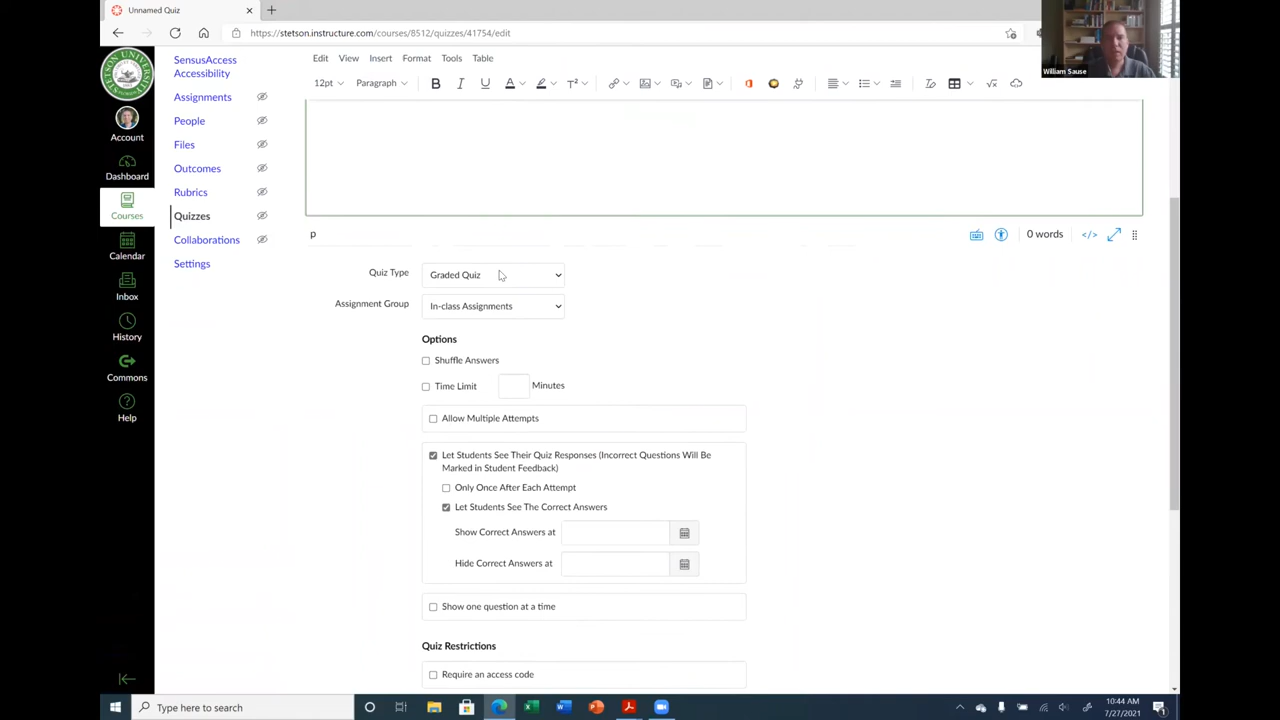 Unnamed Quiz
https://stetson.instructure.com/courses/8512/quizzes/41754/edit
William Sause
STETSON UNIVERSITY
Account
Dashboard
Courses
Calendar
Inbox
History
Commons
Help
SensusAccess
Accessibility
Assignments
People
Files
Outcomes
Rubrics
Quizzes
Collaborations
Settings
Edit View Insert Format Tools Table
12pt Paragraph B I U A T²
p
0 words </>
Quiz Type Graded Quiz
Assignment Group In-class Assignments
Options
Shuffle Answers
Time Limit Minutes
Allow Multiple Attempts
Let Students See Their Quiz Responses (Incorrect Questions Will Be
Marked in Student Feedback)
Only Once After Each Attempt
Let Students See The Correct Answers
Show Correct Answers at
Hide Correct Answers at
Show one question at a time
Quiz Restrictions
Require an access code
Type here to search
10:44 AM
7/27/2021